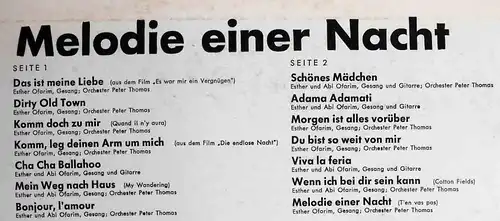 Melodie einer Nacht
SEITE 1
Das ist meine Liebe (aus dem Film „Es war mir ein Vergnügen")
Esther Ofarim, Gesang; Orchester Peter Thomas
Dirty Old Town
Esther und Abi Ofarim, Gesang; Orchester Peter Thomas
Komm doch zu mir (Quand il n'y aura)
Esther Ofarim, Gesang; Orchester Peter Thomas
Komm, leg deinen Arm um mich (aus dem Film „Die endlose Nacht")
Esther Ofarim, Gesang; Orchester Peter Thomas
Cha Cha Ballahoo
Esther und Abi Ofarim, Gesang und Gitarre
Mein Weg nach Haus (My Wandering)
Esther und Abi Ofarim, Gesang; Orchester Peter Thomas
Bonjour, l'amour
Esther Ofarim, Gesang; Orchester Peter Thomas
SEITE 2
Schönes Mädchen
Esther und Abi Ofarim, Gesang und Gitarre; Orchester Peter Thomas
Adama Adamati
Esther und Abi Ofarim, Gesang und Gitarre
Morgen ist alles vorüber
Esther Ofarim, Gesang; Orchester Peter Thomas
Du bist so weit von mir
Esther Ofarim, Gesang; Orchester Peter Thomas
Viva la feria
Esther und Abi Ofarim, Gesang und Gitarre
Wenn ich bei dir sein kann (Cotton Fields)
Esther und Abi Ofarim, Gesang; Orchester Peter Thomas
Melodie einer Nacht (T'en vas pas)
Esther Ofarim, Gesang; Orchester Peter Thomas